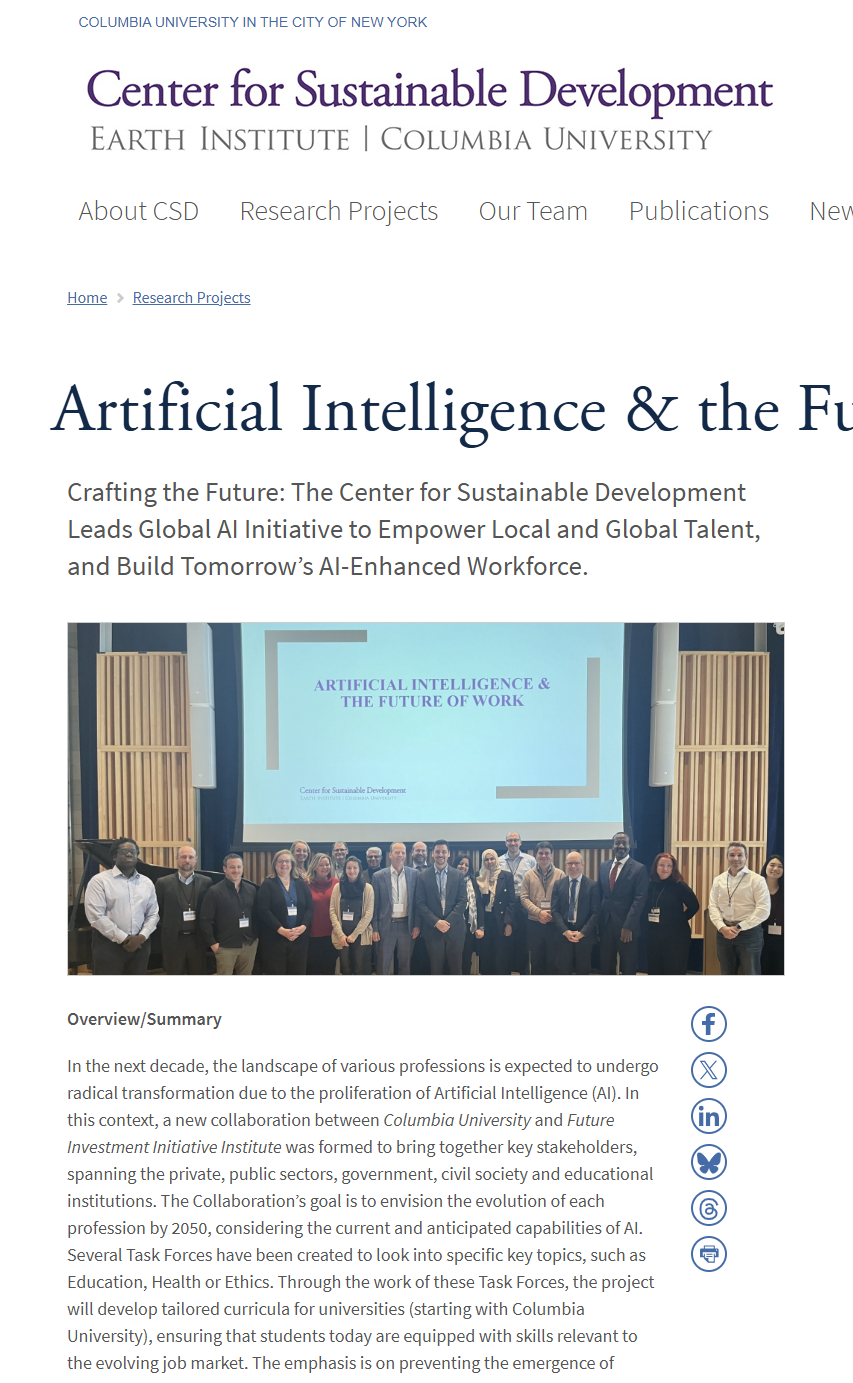 COLUMBIA UNIVERSITY IN THE CITY OF NEW YORK
Center for Sustainable Development
EARTH INSTITUTE | COLUMBIA UNIVERSITY
About CSD Research Projects Our Team Publications New
Home Research Projects
Artificial Intelligence & the Fu
Crafting the Future: The Center for Sustainable Development
Leads Global AI Initiative to Empower Local and Global Talent,
and Build Tomorrow’s AI-Enhanced Workforce.
ARTIFICIAL INTELLIGENCE &
THE FUTURE OF WORK
Center for Sustainable Development
EARTH INSTITUTE | COLUMBIA UNIVERSITY
Overview/Summary
In the next decade, the landscape of various professions is expected to undergo
radical transformation due to the proliferation of Artificial Intelligence (AI). In
this context, a new collaboration between Columbia University and Future
Investment Initiative Institute was formed to bring together key stakeholders,
spanning the private, public sectors, government, civil society and educational
institutions. The Collaboration’s goal is to envision the evolution of each
profession by 2050, considering the current and anticipated capabilities of AI.
Several Task Forces have been created to look into specific key topics, such as
Education, Health or Ethics. Through the work of these Task Forces, the project
will develop tailored curricula for universities (starting with Columbia
University), ensuring that students today are equipped with skills relevant to
the evolving job market. The emphasis is on preventing the emergence of